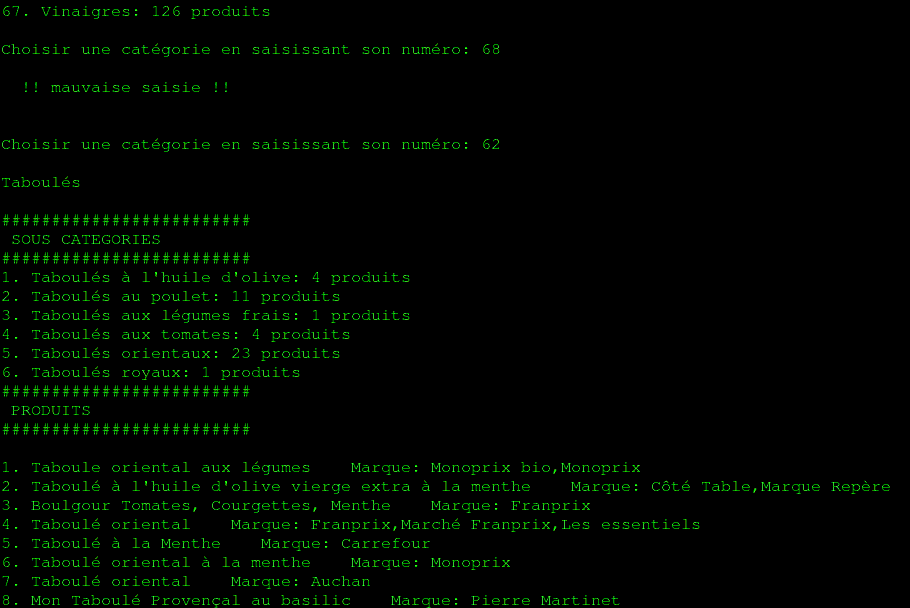 67. Vinaigres: 126 produits
Choisir une catégorie en saisissant son numéro: 68
!! mauvaise saisie !!
Choisir une catégorie en saisissant son numéro: 62
Taboulés
#########################
SOUS CATEGORIES
#########################
1. Taboulés à l'huile d'olive: 4 produits
2. Taboulés au poulet: 11 produits
3. Taboulés aux légumes frais: 1 produits
4. Taboulés aux tomates: 4 produits
5. Taboulés orientaux: 23 produits
6. Taboulés royaux: 1 produits
#########################
PRODUITS
#########################
1. Taboule oriental aux légumes    Marque: Monoprix bio,Monoprix
2. Taboulé à l'huile d'olive vierge extra à la menthe    Marque: Côté Table,Marque Repère
3. Boulgour Tomates, Courgettes, Menthe    Marque: Franprix
4. Taboulé oriental    Marque: Franprix,Marché Franprix,Les essentiels
5. Taboulé à la Menthe    Marque: Carrefour
6. Taboulé oriental à la menthe    Marque: Monoprix
7. Taboulé oriental    Marque: Auchan
8. Mon Taboulé Provençal au basilic    Marque: Pierre Martinet